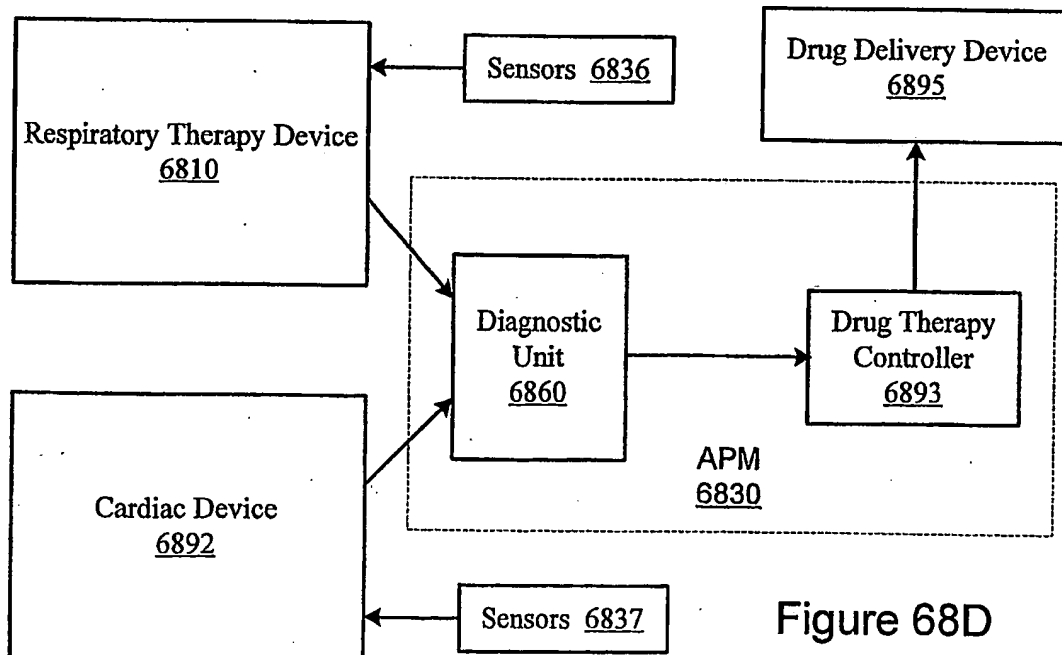 Respiratory Therapy Device
6810
Sensors 6836
Drug Delivery Device
6895
Diagnostic
Unit
6860
Drug Therapy
Controller
6893
APM
6830
Cardiac Device
6892
Sensors 6837
Figure 68D